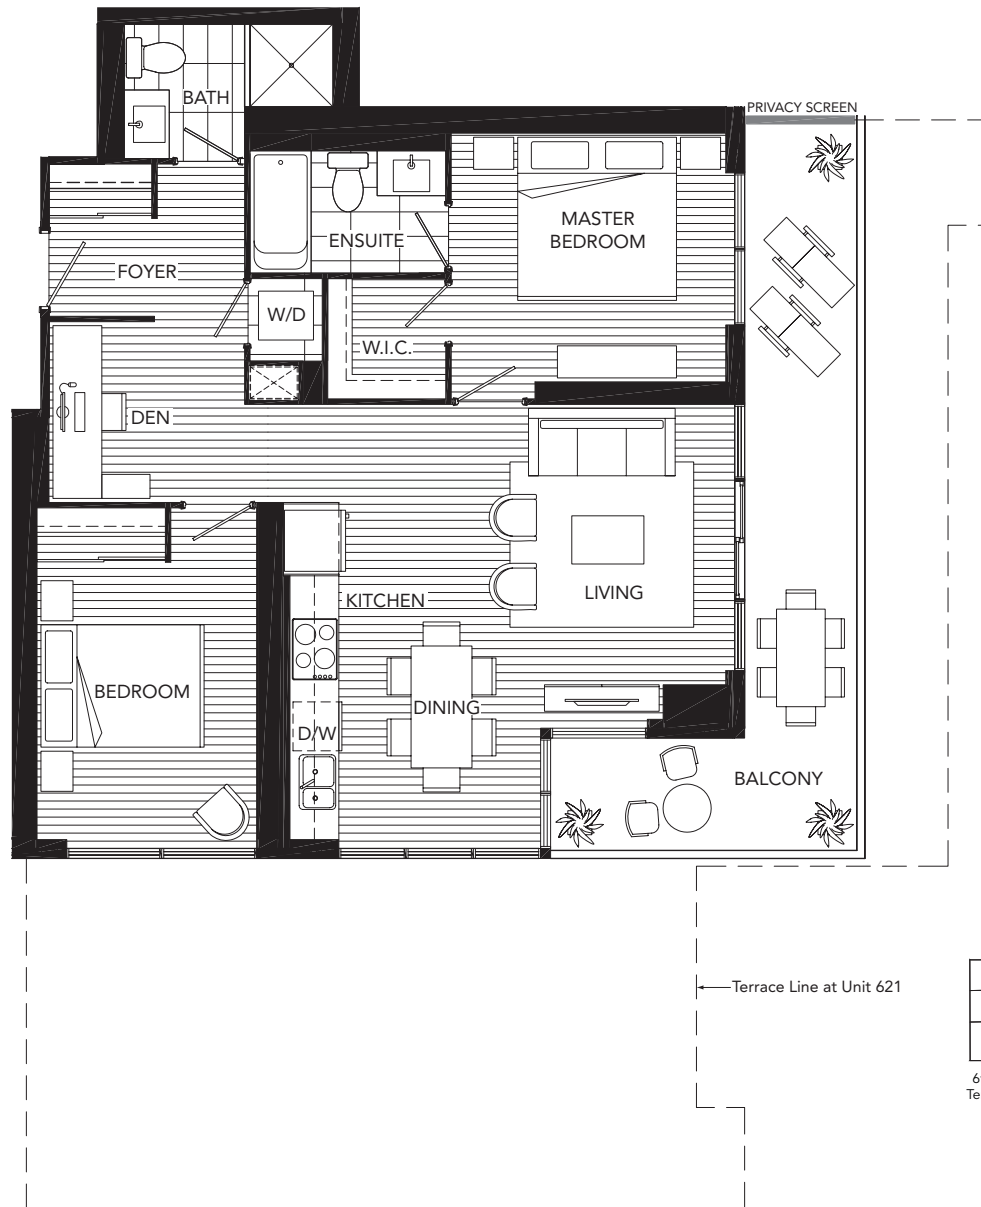 PRIVACY SCREEN
BATH
MASTER
BEDROOM
ENSUITE
FOYER
W/D
W.I.C.
DEN
LIVING
KITCHEN
BEDROOM
DINING
D/W
BALCONY
Terrace Line at Unit 621